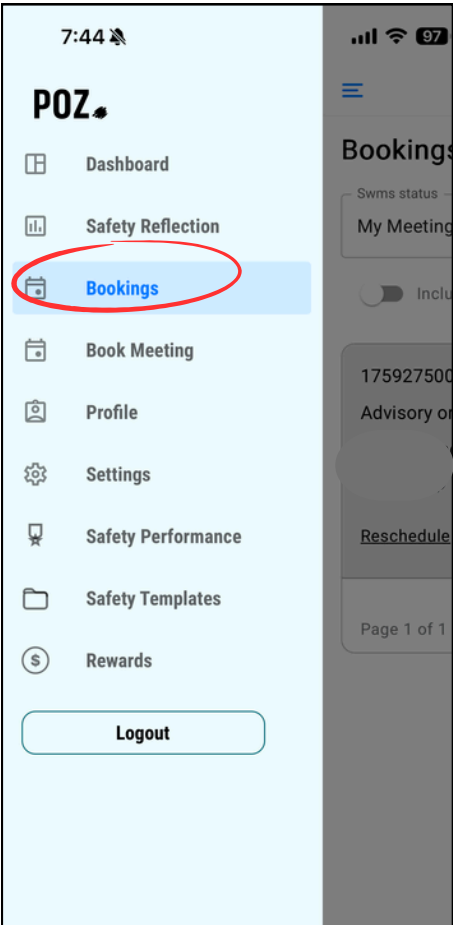 7:44
97
POZ
Dashboard
Safety Reflection
Bookings
Book Meeting
Profile
Settings
Safety Performance
Safety Templates
Rewards
Logout
Bookings
Swms status
My Meeting
Inclu
175927500
Advisory or
Reschedule
Page 1 of 1